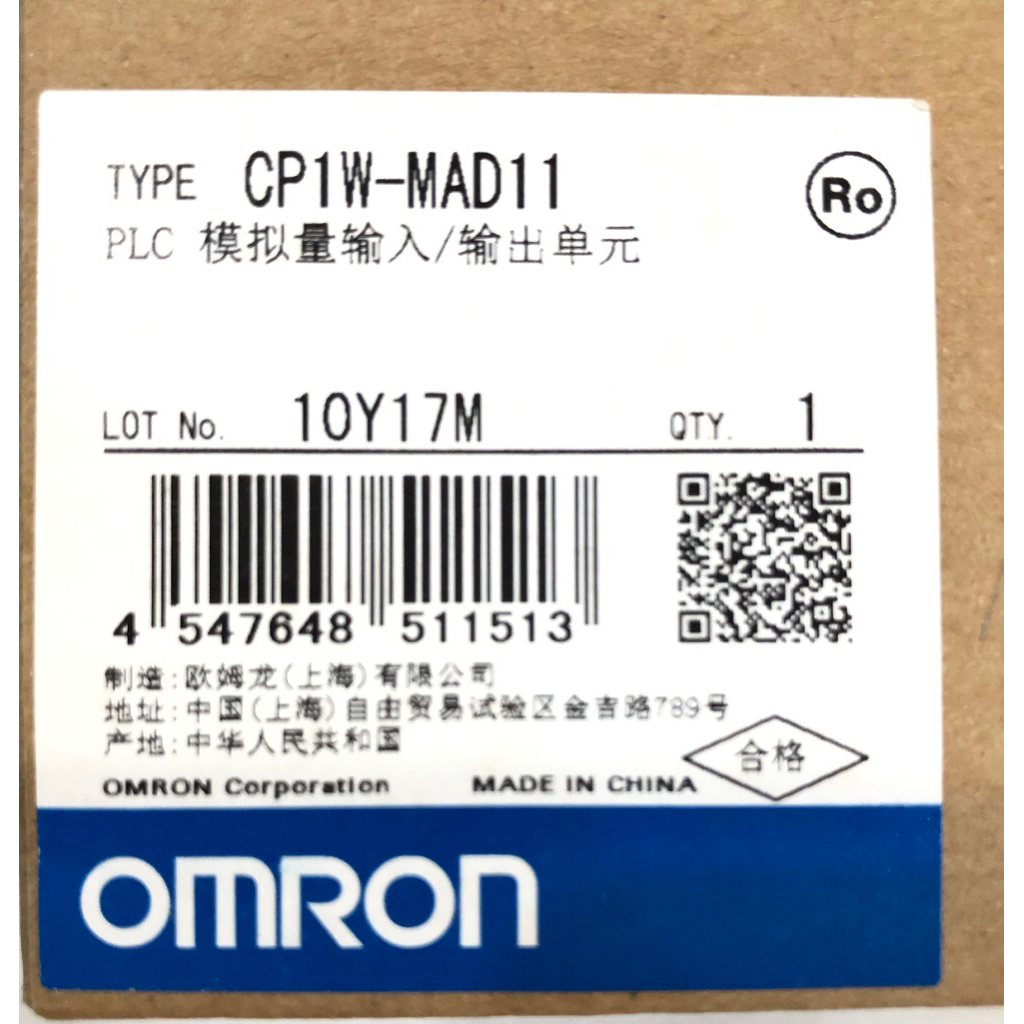 TYPE CP1W-MAD11
Ro
PLC 模拟量输入/输出单元
LOT No. 10Y17M QTY. 1
4 547648 511513
制造:欧姆龙(上海)有限公司
地址:中国(上海)自由贸易试验区金吉路789号
产地:中华人民共和国
合格
OMRON Corporation MADE IN CHINA
OMRON